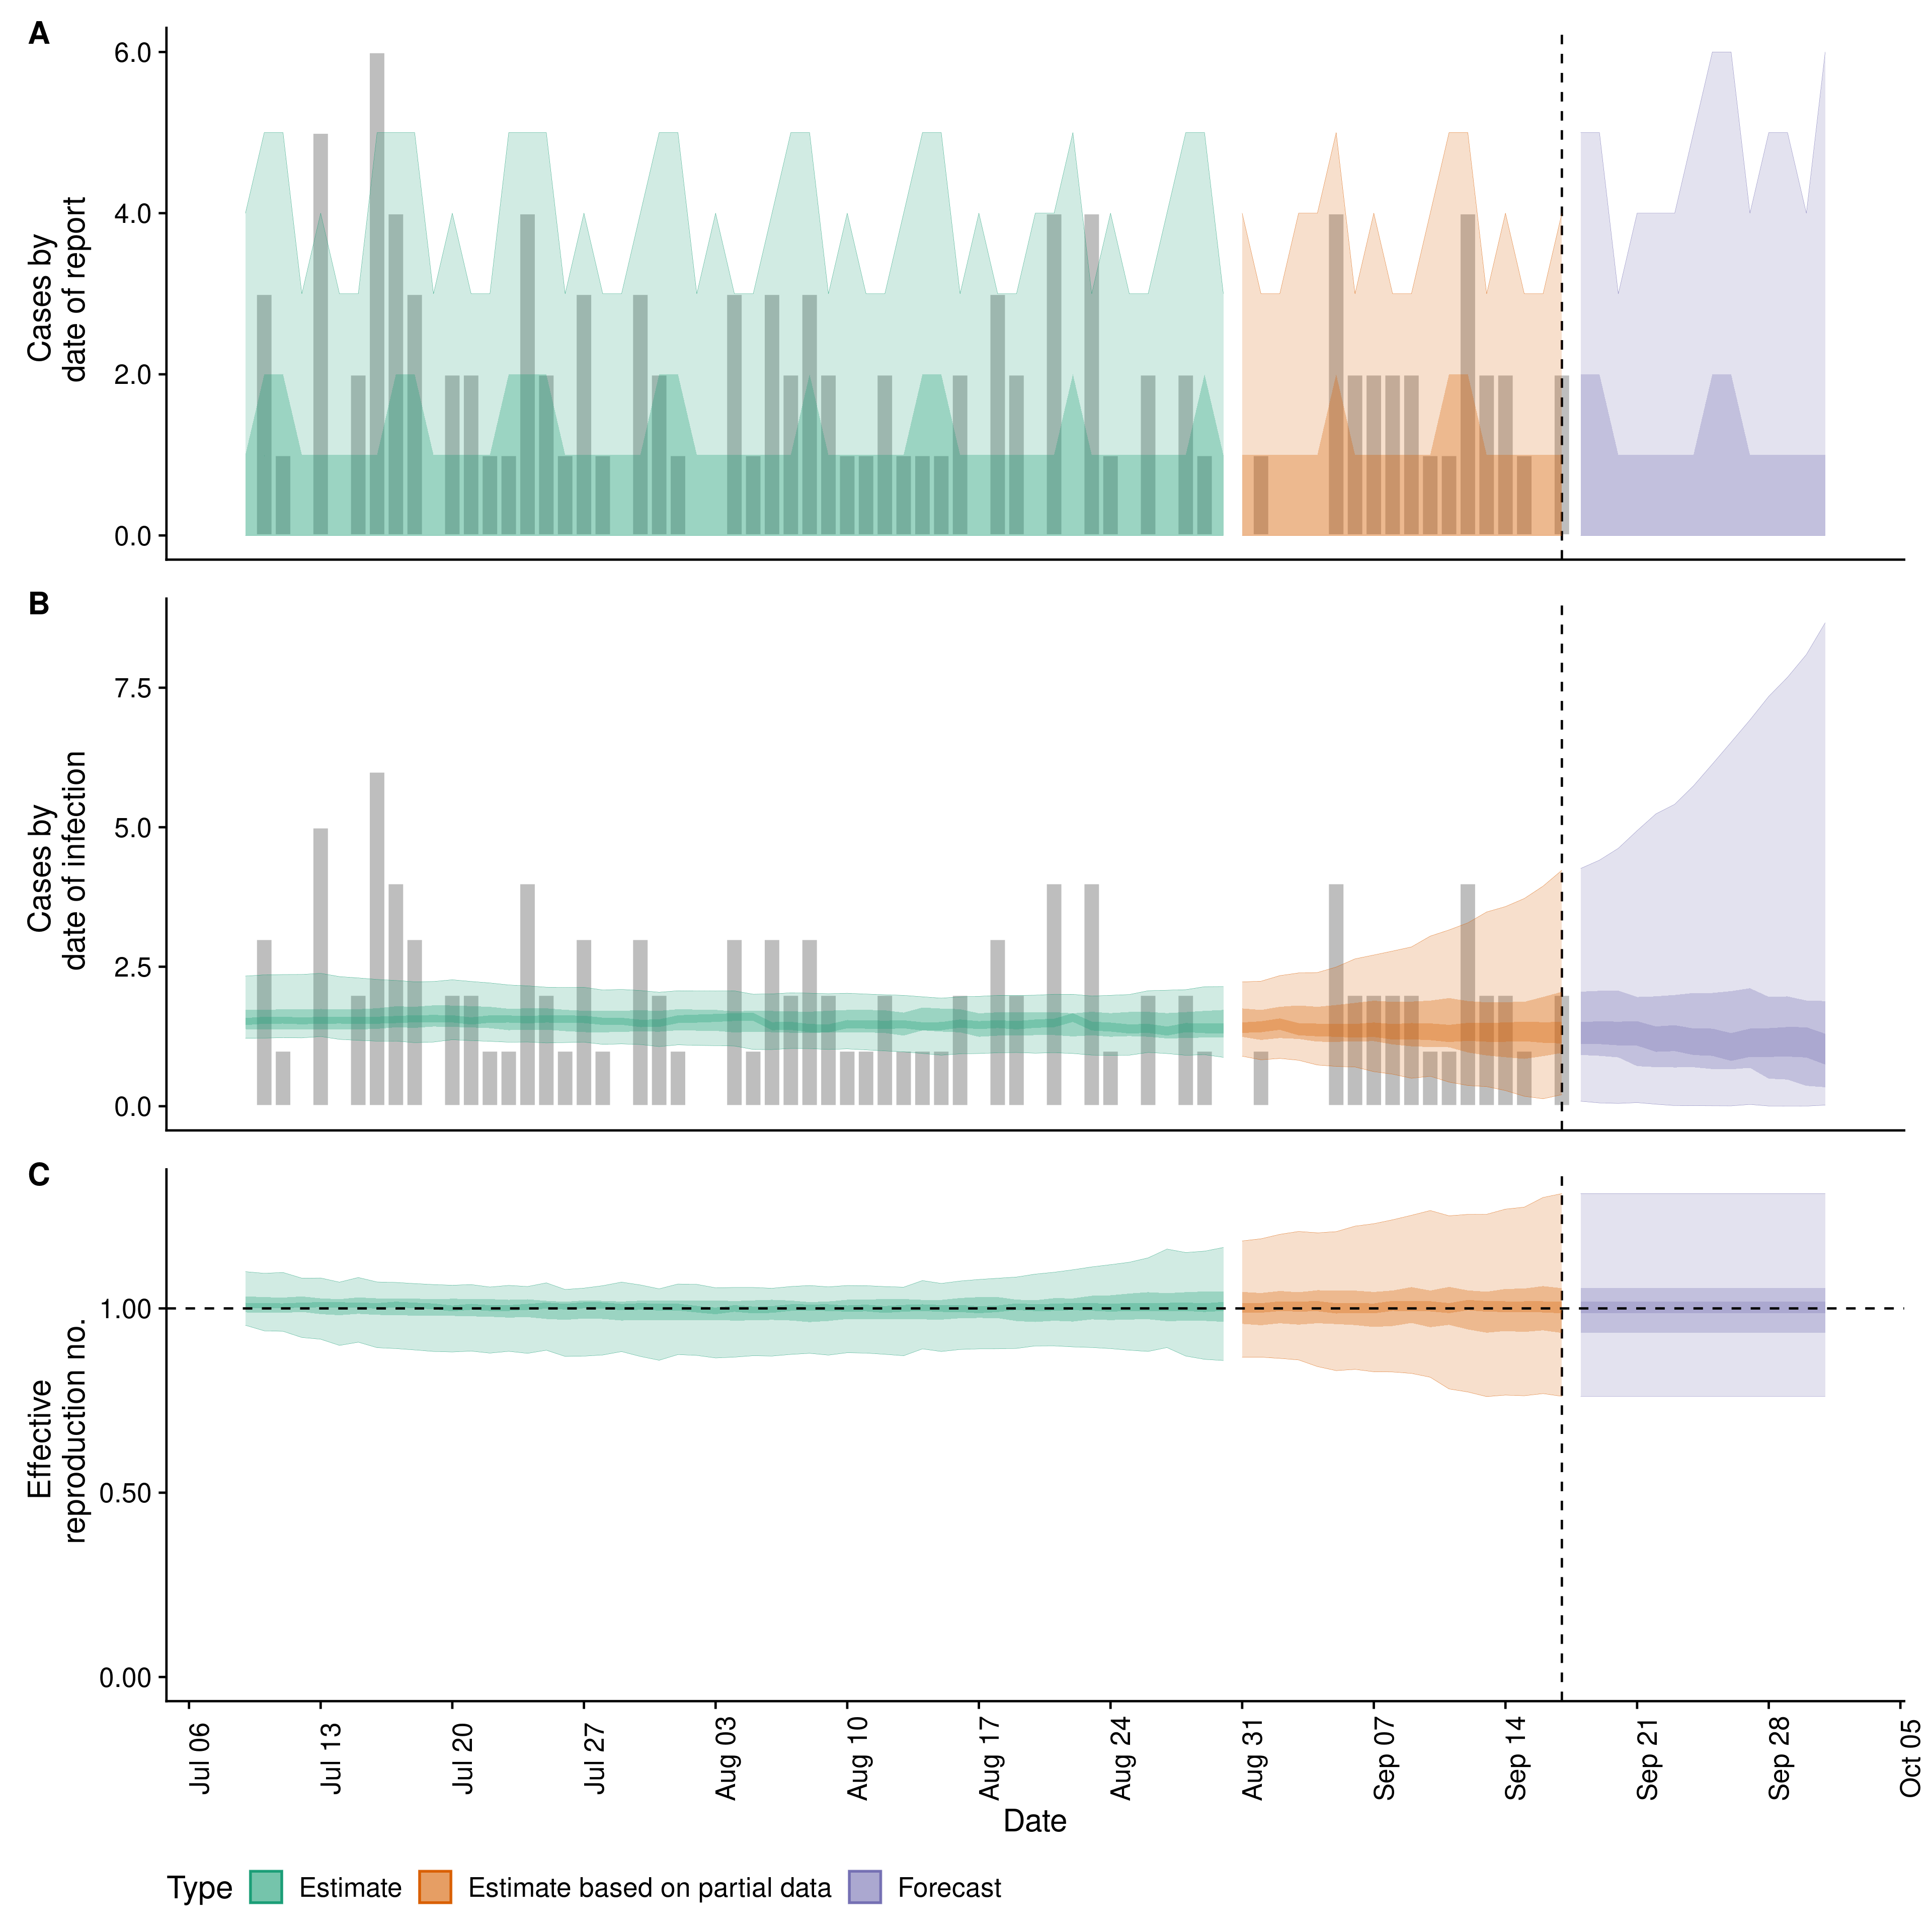 A
Cases by
date of report
6.0
4.0
2.0
0.0
B
Cases by
date of infection
7.5
5.0
2.5
0.0
C
Effective
reproduction no.
1.00
0.50
0.00
Jul 06
Jul 13
Jul 20
Jul 27
Aug 03
Aug 10
Aug 17
Aug 24
Aug 31
Sep 07
Sep 14
Sep 21
Sep 28
Oct 05
Date
Type Estimate Estimate based on partial data Forecast